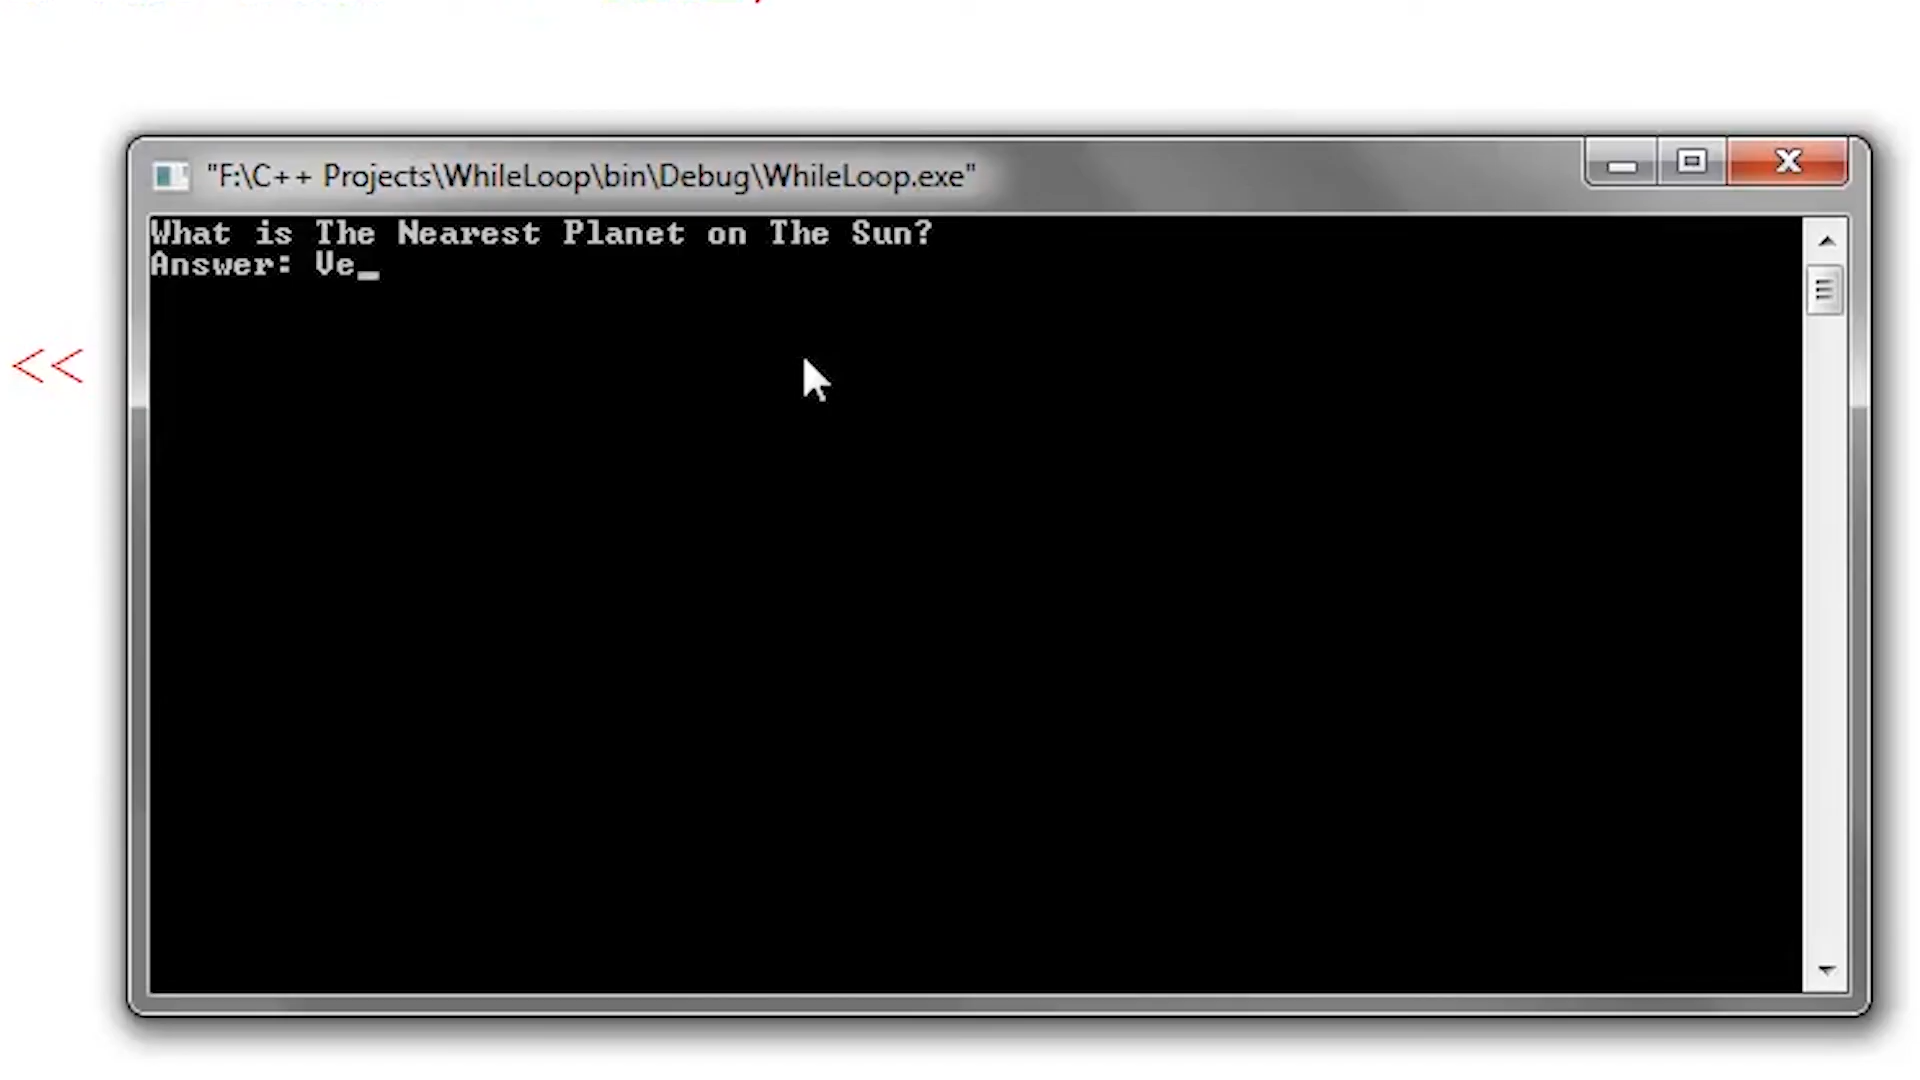 "F:\C++ Projects\WhileLoop\bin\Debug\WhileLoop.exe"
What is The Nearest Planet on The Sun?
Answer: Ve_
<<